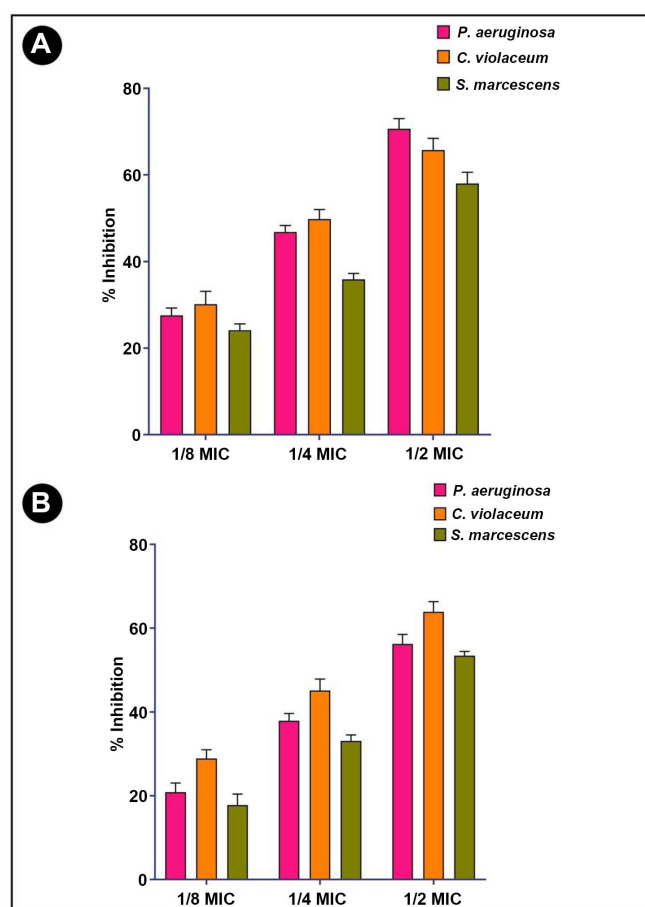 A
P. aeruginosa
C. violaceum
S. marcescens
80
60
40
20
0
% Inhibition
1/8 MIC 1/4 MIC 1/2 MIC
B
P. aeruginosa
C. violaceum
S. marcescens
80
60
40
20
0
% Inhibition
1/8 MIC 1/4 MIC 1/2 MIC